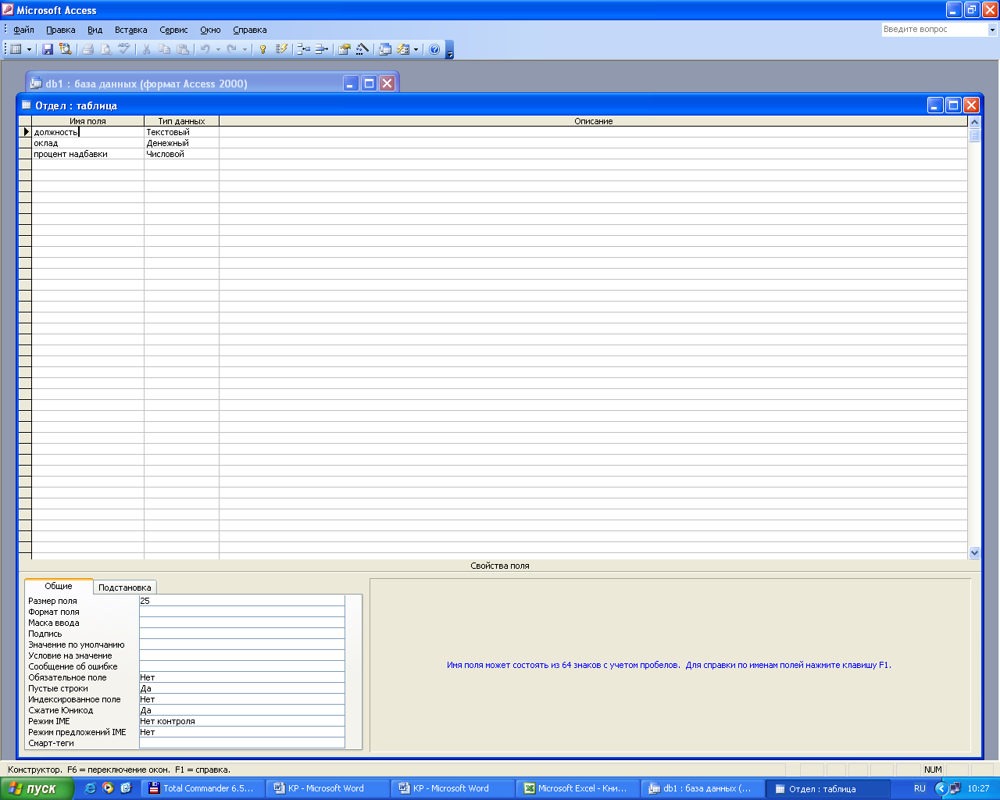 Microsoft Access
Файл Правка Вид Вставка Сервис Окно Справка
Введите вопрос
db1 : база данных (формат Access 2000)
Отдел : таблица
Имя поля Тип данных Описание
должность Текстовый
оклад Денежный
процент надбавки Числовой
Свойства поля
Общие Подстановка
Размер поля 25
Формат поля
Маска ввода
Подпись
Значение по умолчанию
Условие на значение
Сообщение об ошибке
Обязательное поле Нет
Пустые строки Да
Индексированное поле Нет
Сжатие Юникод Да
Режим IME Нет контроля
Режим предложений IME Нет
Смарт-теги
Имя поля может состоять из 64 знаков с учетом пробелов. Для справки по именам полей нажмите клавишу F1.
Конструктор. F6 = переключение окон. F1 = справка.
NUM
пуск
Total Commander 6.5...
KP - Microsoft Word
KP - Microsoft Word
Microsoft Excel - Кни...
db1 : база данных (...
Отдел : таблица
RU
10:27